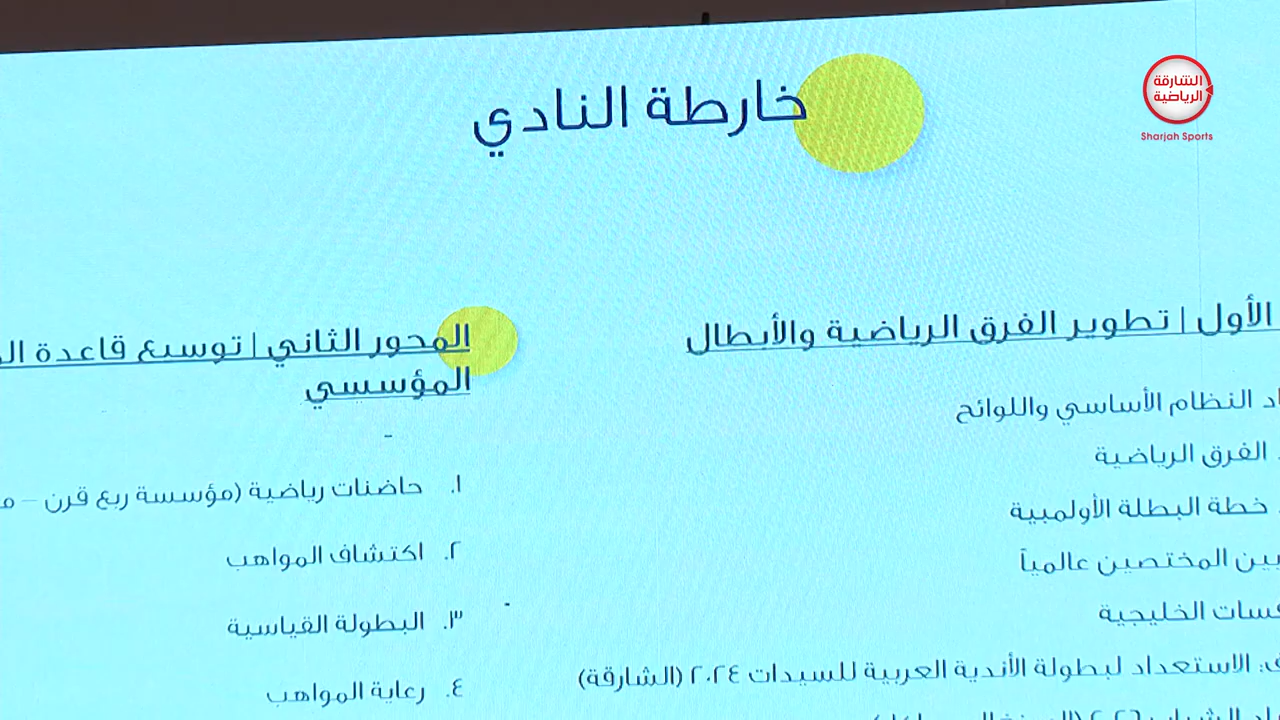 خارطة النادي
الشارقة
الرياضية
Sharjah Sports
الأول | تطوير الفرق الرياضية والأبطال
النظام الأساسي واللوائح
الفرق الرياضية
خطة البطلة الأولمبية
المختصين عالمياً
الخليجية
الاستعداد لبطولة الأندية العربية للسيدات ٢٠٢٤ (الشارقة)
المحور الثاني | توسيع قاعدة
المؤسسي
-
١. حاضنات رياضية (مؤسسة ربع قرن –
٢. اكتشاف المواهب
٣. البطولة القياسية
٤. رعاية المواهب